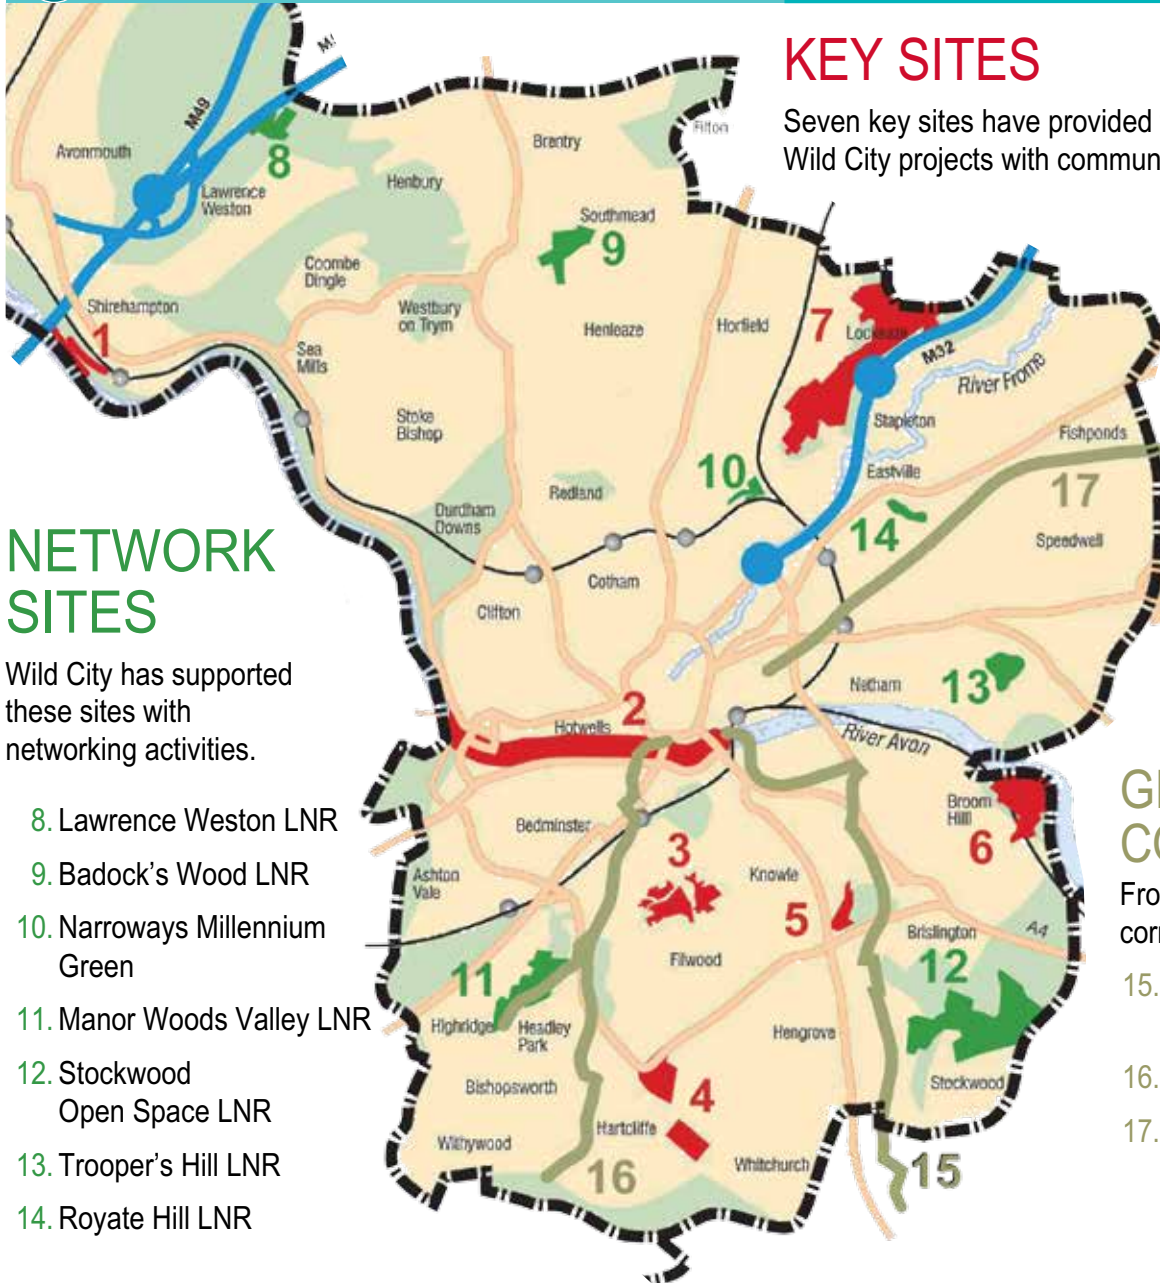 KEY SITES
Seven key sites have provided
Wild City projects with commun
M49
Avonmouth
Lawrence
Weston
8
Brentry
Filton
Henbury
Southmead
9
Coombe
Dingle
Shirehampton
1
Westbury
on Trym
Henleaze
Horfield
7
M32
River Frome
Sea
Mills
Stoke
Bishop
Stapleton
Fishponds
Eastville
10
Redland
17
Durdham
Downs
14
Speedwell
Cotham
Clifton
NETWORK
SITES
Wild City has supported
these sites with
networking activities.
8. Lawrence Weston LNR
9. Badock's Wood LNR
10. Narroways Millennium
Green
11. Manor Woods Valley LNR
12. Stockwood
Open Space LNR
13. Trooper's Hill LNR
14. Royate Hill LNR
Netham
13
2
Hotwells
River Avon
Broom
Hill
6
Bedminster
3
Knowle
Ashton
Vale
5
Filwood
Brislington
A4
12
11
Highridge
Headley
Park
Hengrove
Bishopsworth
4
Stockwood
Withywood
Hartcliffe
16
Whitchurch
15
Fro
corr
15.
16.
17.